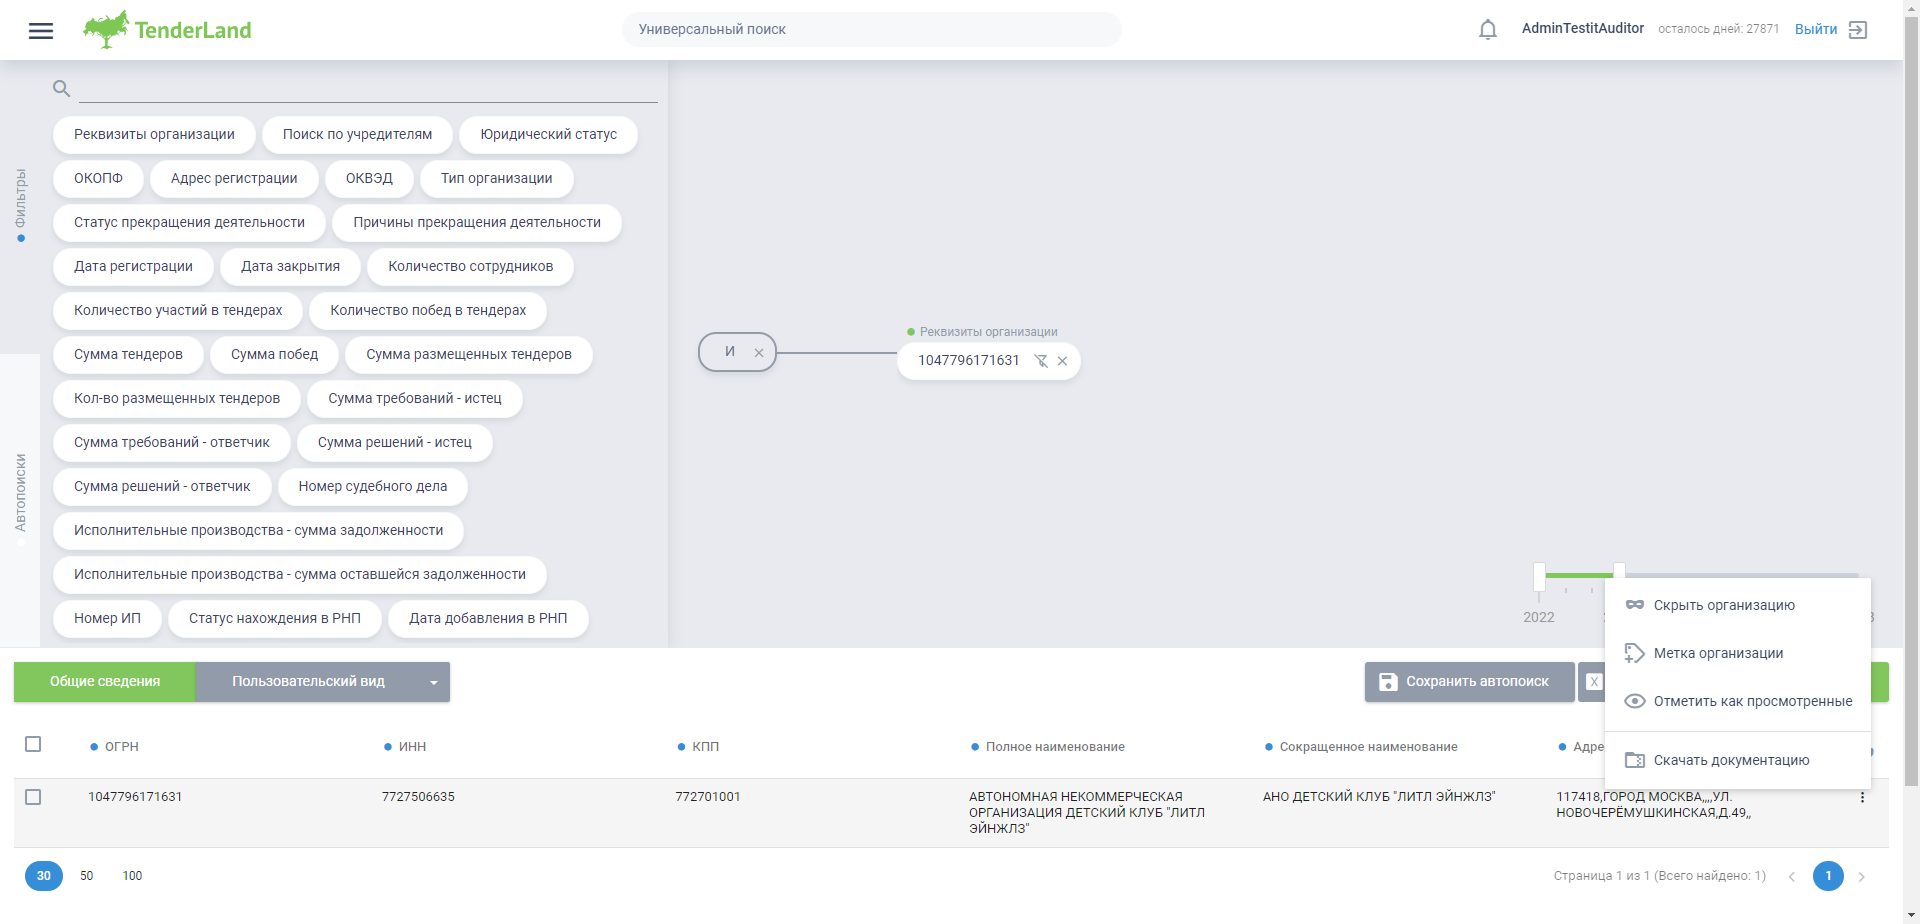 TenderLand
Универсальный поиск
AdminTestitAuditor
осталось дней: 27871
Выйти
Фильтры
Автопоиски
Реквизиты организации
Поиск по учредителям
Юридический статус
ОКОПФ
Адрес регистрации
ОКВЭД
Тип организации
Статус прекращения деятельности
Причины прекращения деятельности
Дата регистрации
Дата закрытия
Количество сотрудников
Количество участий в тендерах
Количество побед в тендерах
Сумма тендеров
Сумма побед
Сумма размещенных тендеров
Кол-во размещенных тендеров
Сумма требований - истец
Сумма требований - ответчик
Сумма решений - истец
Сумма решений - ответчик
Номер судебного дела
Исполнительные производства - сумма задолженности
Исполнительные производства - сумма оставшейся задолженности
Номер ИП
Статус нахождения в РНП
Дата добавления в РНП
И
Реквизиты организации
1047796171631
2022
Скрыть организацию
Метка организации
Отметить как просмотренные
Скачать документацию
Общие сведения
Пользовательский вид
Сохранить автопоиск
X
ОГРН
ИНН
КПП
Полное наименование
Сокращенное наименование
Адре
1047796171631
7727506635
772701001
АВТОНОМНАЯ НЕКОММЕРЧЕСКАЯ
ОРГАНИЗАЦИЯ ДЕТСКИЙ КЛУБ "ЛИТЛ
ЭЙНЖЛЗ"
АНО ДЕТСКИЙ КЛУБ "ЛИТЛ ЭЙНЖЛЗ"
117418,ГОРОД МОСКВА,,,,УЛ.
НОВОЧЕРЁМУШКИНСКАЯ,Д.49,,
30
50
100
Страница 1 из 1 (Всего найдено: 1)
1